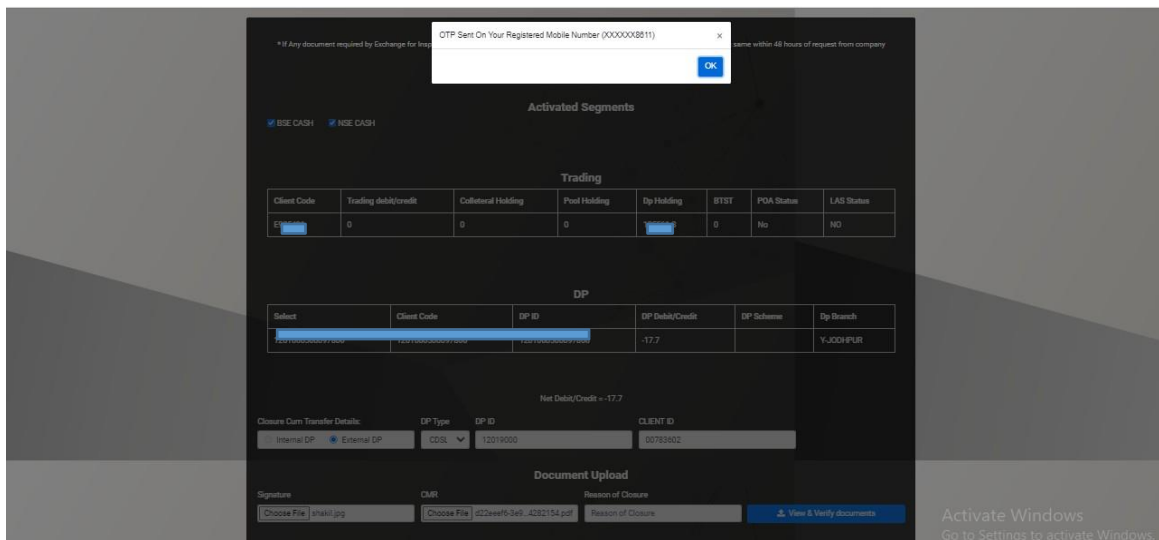 OTP Sent On Your Registered Mobile Number (XXXXXX8611) ×
* If Any document required by Exchange for Insp same within 48 hours of request from company
OK
Activated Segments
BSE CASH NSE CASH
Trading
Client Code Trading debit/credit Colleteral Holding Pool Holding Dp Holding BTST POA Status LAS Status
0 0 0 0 No NO
DP
Select Client Code DP ID DP Debit/Credit DP Scheme Dp Branch
-17.7 Y-JODHPUR
Net Debit/Credit = -17.7
Closure Cum Transfer Details: DP Type DP ID CLIENT ID
Internal DP External DP CDSL 12019000 00783602
Document Upload
Signature CMR Reason of Closure
Choose File shakil.jpg Choose File d22eeef6-3e9...4282154.pdf Reason of Closure View & Verify documents
Activate Windows
Go to Settings to activate Windows.